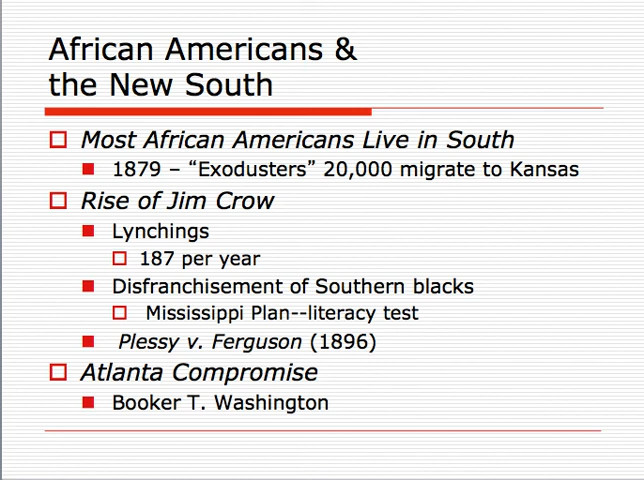 African Americans &
the New South
Most African Americans Live in South
1879 – “Exodusters” 20,000 migrate to Kansas
Rise of Jim Crow
Lynchings
187 per year
Disfranchisement of Southern blacks
Mississippi Plan--literacy test
Plessy v. Ferguson (1896)
Atlanta Compromise
Booker T. Washington